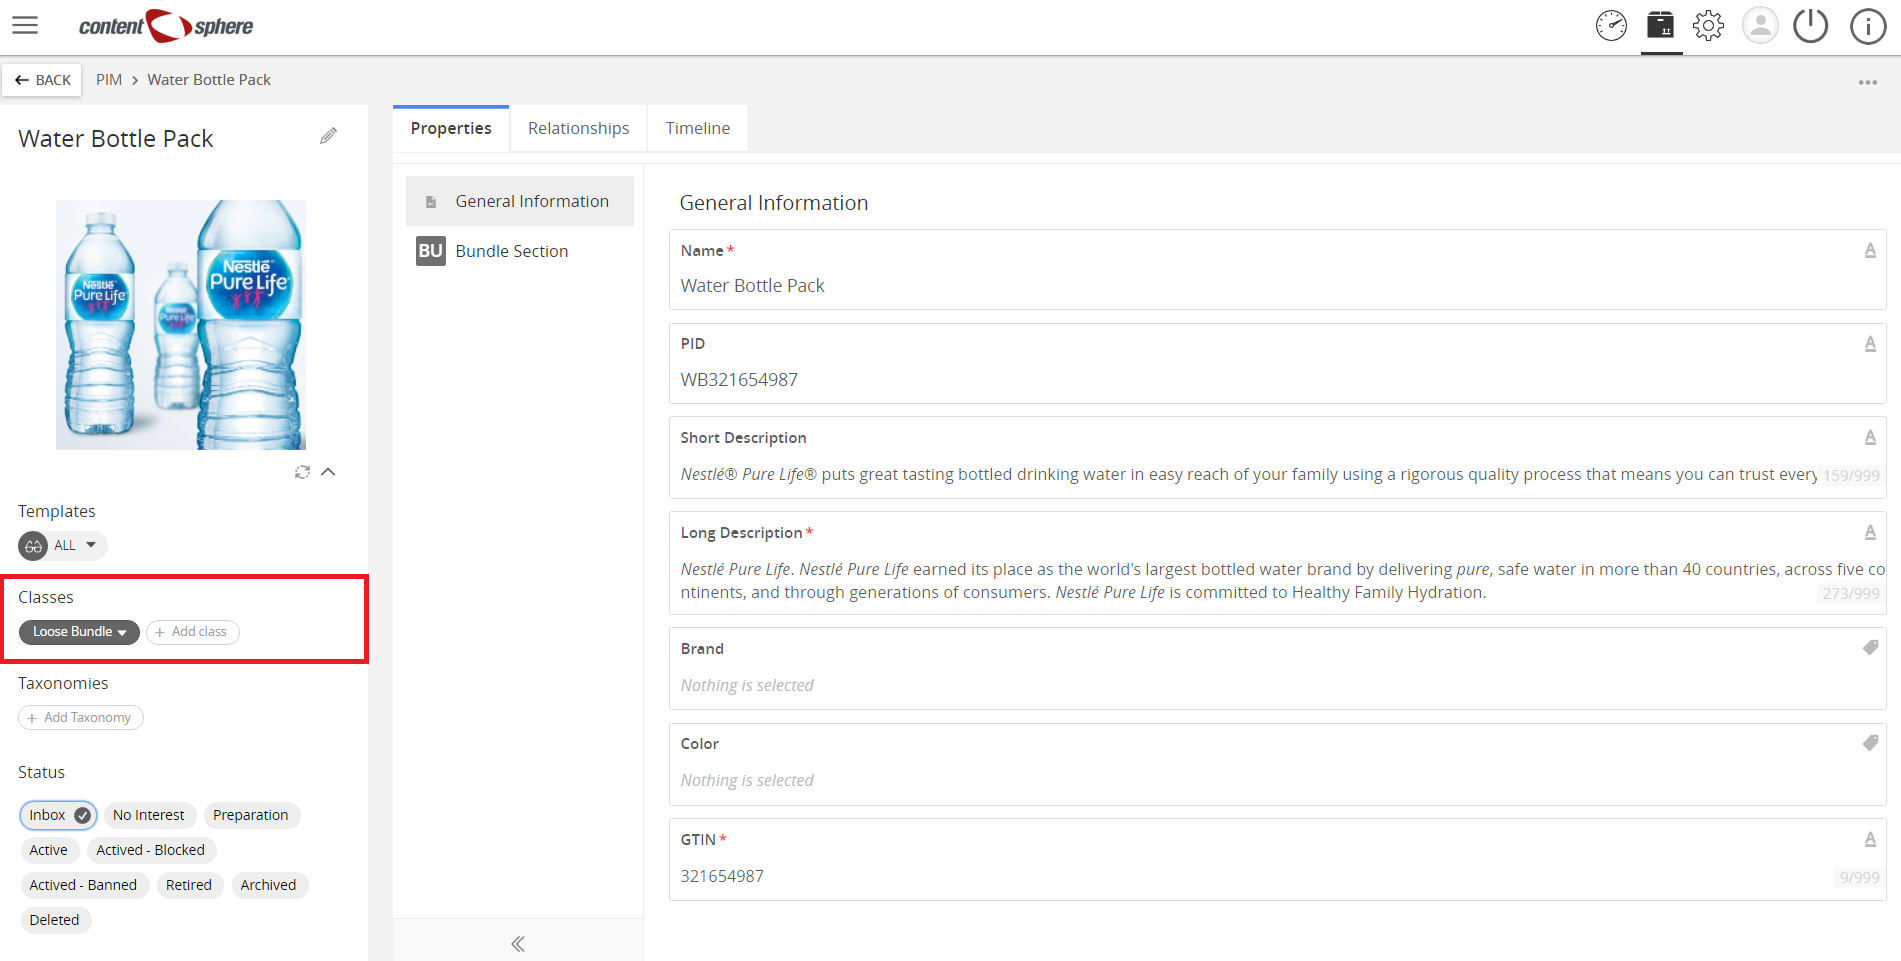 content sphere
BACK
PIM > Water Bottle Pack
Water Bottle Pack
Nestlé
Pure Life
Nestlé
Pure Life
Pure Life
Templates
ALL
Classes
Loose Bundle
+ Add class
Taxonomies
+ Add Taxonomy
Status
Inbox
No Interest
Preparation
Active
Actived - Blocked
Actived - Banned
Retired
Archived
Deleted
Properties
Relationships
Timeline
General Information
BU Bundle Section
General Information
Name *
A
Water Bottle Pack
PID
A
WB321654987
Short Description
A
Nestlé® Pure Life® puts great tasting bottled drinking water in easy reach of your family using a rigorous quality process that means you can trust every
159/999
Long Description *
A
Nestlé Pure Life. Nestlé Pure Life earned its place as the world's largest bottled water brand by delivering pure, safe water in more than 40 countries, across five co
ntinents, and through generations of consumers. Nestlé Pure Life is committed to Healthy Family Hydration.
273/999
Brand
Nothing is selected
Color
Nothing is selected
GTIN *
A
321654987
9/999